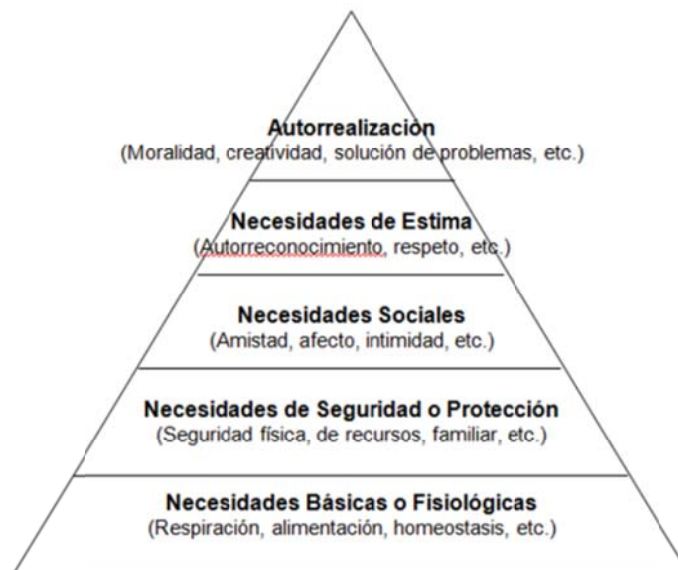 Autorrealización
(Moralidad, creatividad, solución de problemas, etc.)
Necesidades de Estima
(Autorreconocimiento, respeto, etc.)
Necesidades Sociales
(Amistad, afecto, intimidad, etc.)
Necesidades de Seguridad o Protección
(Seguridad física, de recursos, familiar, etc.)
Necesidades Básicas o Fisiológicas
(Respiración, alimentación, homeostasis, etc.)